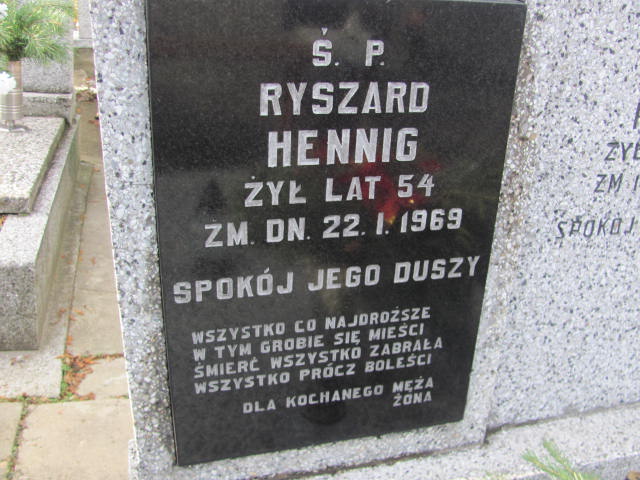 Ś. P.
RYSZARD
HENNIG
ŻYŁ LAT 54
ZM. DN. 22. I. 1969
SPOKÓJ JEGO DUSZY
WSZYSTKO CO NAJDROŻSZE
W TYM GROBIE SIĘ MIEŚCI
ŚMIERĆ WSZYSTKO ZABRAŁA
WSZYSTKO PRÓCZ BOLEŚCI
DLA KOCHANEGO MĘŻA
ŻONA
ZM
SPOKÓJ